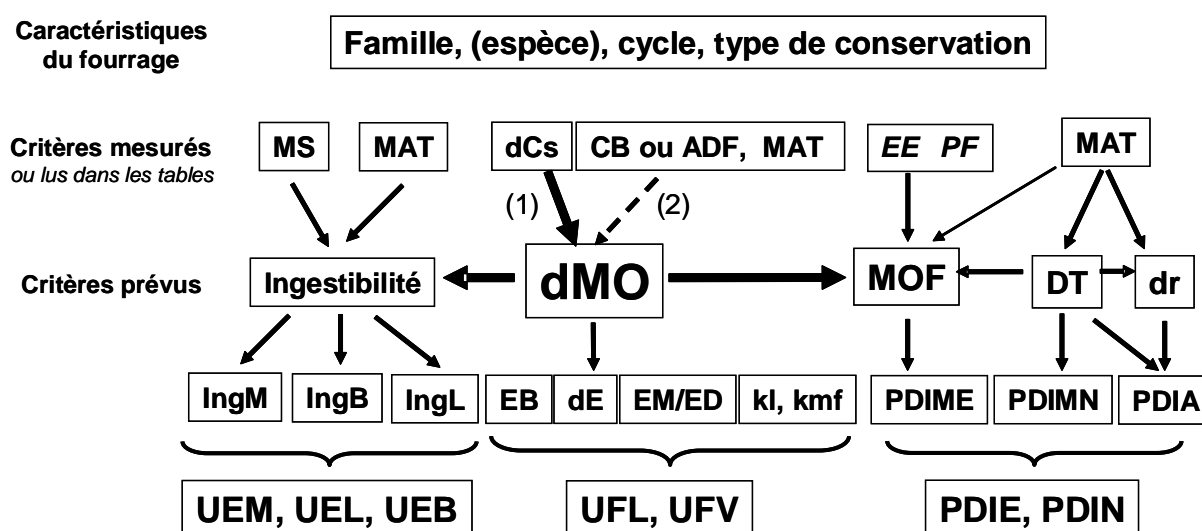 Caractéristiques
du fourrage
Famille, (espèce), cycle, type de conservation
Critères mesurés
ou lus dans les tables
MS
MAT
dCs
CB ou ADF, MAT
EE PF
MAT
(1)
(2)
Critères prévus
Ingestibilité
dMO
MOF
DT
dr
IngM
IngB
IngL
EB
dE
EM/ED
kl, kmf
PDIME
PDIMN
PDIA
UEM, UEL, UEB
UFL, UFV
PDIE, PDIN